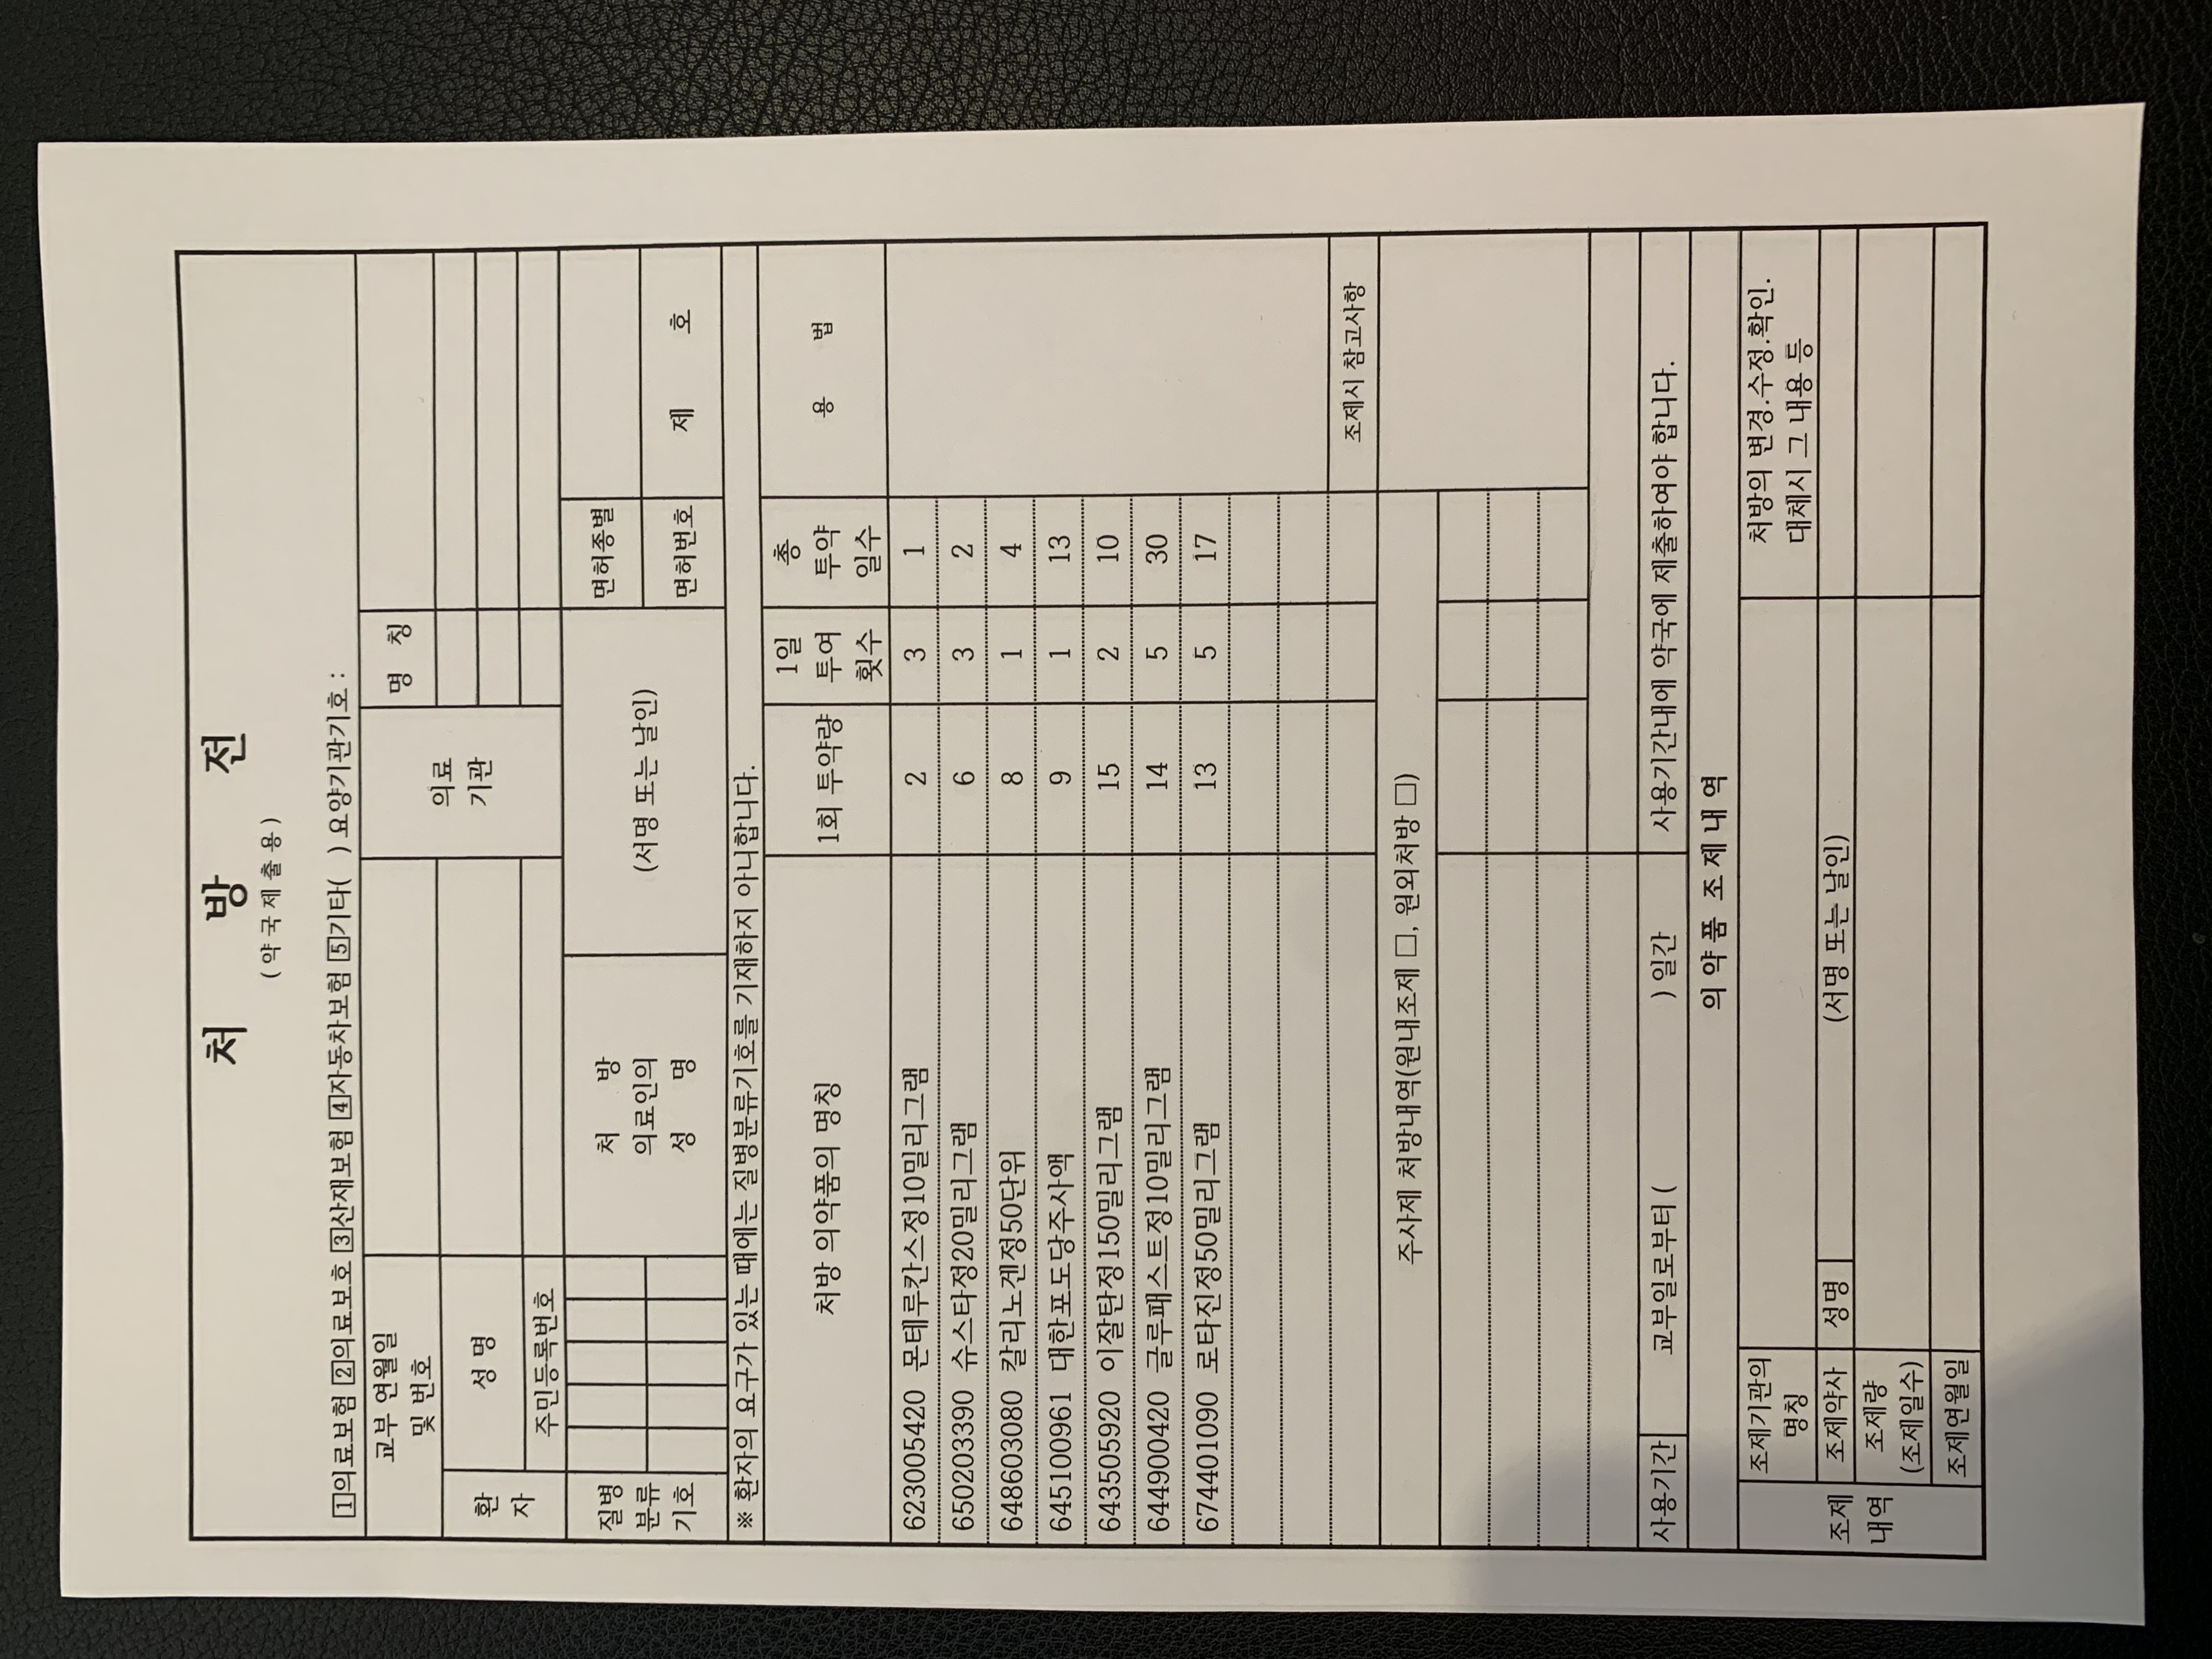 처 방 전
(약국제출용)
1의료보험 2의료보호 3산재보험 4자동차보험 5기타( ) 요양기관기호 :
교부 연월일
및 번호
의료
기관
명 칭
환
자
성 명
주민등록번호
질병
분류
기호
처 방
의료인의
성 명
(서명 또는 날인)
면허종별
면허번호
제 호
※ 환자의 요구가 있는 때에는 질병분류기호를 기재하지 아니합니다.
처방 의약품의 명칭
1회 투약량
1일
투여
횟수
총
투약
일수
용 법
623005420 몬테루칸스정10밀리그램 2 3 1
650203390 슈스타정20밀리그램 6 3 2
648603080 칼리노겐정50단위 8 1 4
645100961 대한포도당주사액 9 1 13
643505920 이잘탄정150밀리그램 15 2 10
644900420 글루패스트정10밀리그램 14 5 30
674401090 로타진정50밀리그램 13 5 17
조제시 참고사항
주사제 처방내역(원내조제 □, 원외처방 □)
사용기간 교부일로부터 ( ) 일간 사용기간내에 약국에 제출하여야 합니다.
의 약 품 조 제 내 역
조제
내역
조제기관의
명칭
처방의 변경.수정.확인.
대체시 그 내용 등
조제약사 성명 (서명 또는 날인)
조제량
(조제일수)
조제연월일